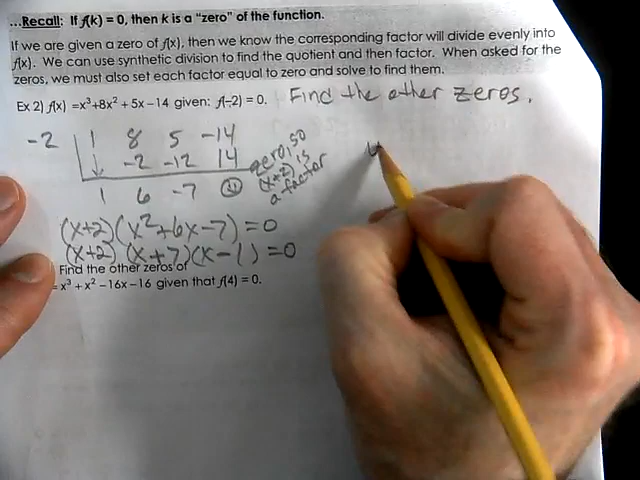 ...Recall: If f(k) = 0, then k is a "zero" of the function.
If we are given a zero of f(x), then we know the corresponding factor will divide evenly into
f(x). We can use synthetic division to find the quotient and then factor. When asked for the
zeros, we must also set each factor equal to zero and solve to find them.
Ex 2) f(x) =x³+8x² + 5x −14 given: f(−2) = 0. Find the other zeros.
-2 1 8 5 -14
-2 -12 14
1 6 -7
zero, so
(x+2) is
a factor
(x+2)(x²+6x-7)=0
(x+2)(x+7)(x-1)=0
Find the other zeros of
= x³ + x² −16x −16 given that f(4) = 0.